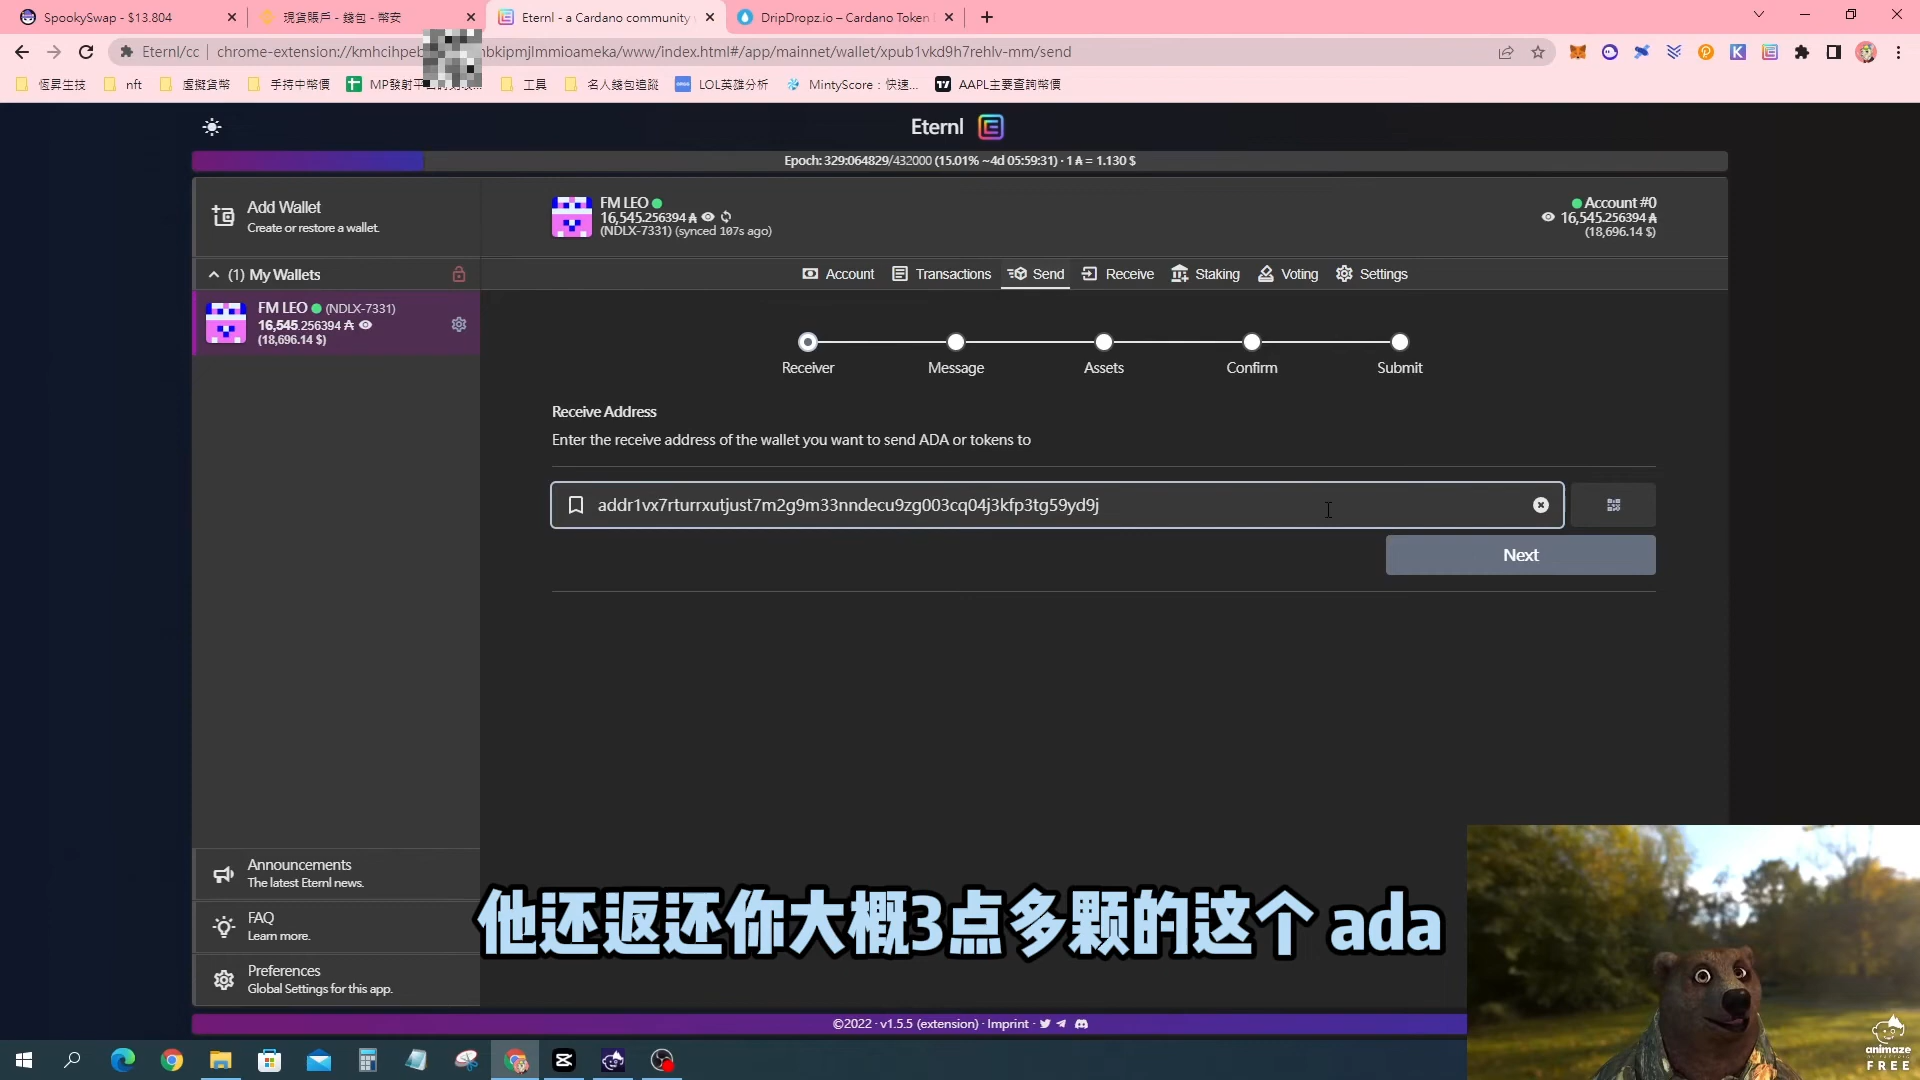 SpookySwap - $13.804
現貨賬戶 - 錢包 - 幣安
Eternl - a Cardano community
DripDropz.io – Cardano Token
Eternl/cc
chrome-extension://kmhcihpeb
bkipmjlmmioameka/www/index.html#/app/mainnet/wallet/xpub1vkd9h7rehlv-mm/send
恆昇生技
nft
虛擬貨幣
手持中幣價
MP發射平
工具
名人錢包追蹤
LOL英雄分析
MintyScore：快速...
AAPL主要查詢幣價
Eternl
Epoch: 329:064829/432000 (15.01% ~4d 05:59:31) · 1 ₳ = 1.130 $
Add Wallet
Create or restore a wallet.
FM LEO
16,545.256394 ₳
(NDLX-7331) (synced 107s ago)
Account #0
16,545.256394 ₳
(18,696.14 $)
(1) My Wallets
Account
Transactions
Send
Receive
Staking
Voting
Settings
FM LEO (NDLX-7331)
16,545.256394 ₳
(18,696.14 $)
Receiver
Message
Assets
Confirm
Submit
Receive Address
Enter the receive address of the wallet you want to send ADA or tokens to
addr1vx7rturrxutjust7m2g9m33nndecu9zg003cq04j3kfp3tg59yd9j
Next
Announcements
The latest Eternl news.
FAQ
Learn more.
Preferences
Global Settings for this app.
他还返还你大概3点多颗的这个 ada
©2022 · v1.5.5 (extension) · Imprint ·
animaze
FREE